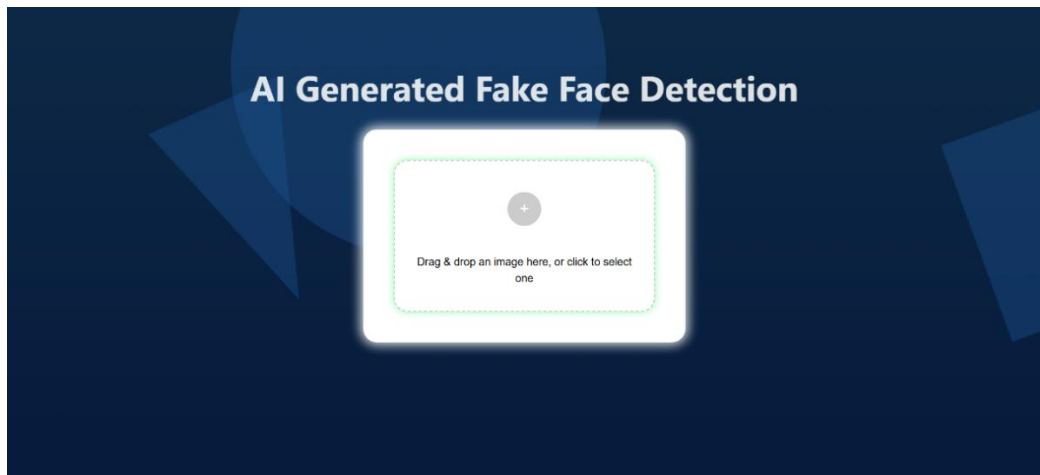 AI Generated Fake Face Detection
+
Drag & drop an image here, or click to select
one